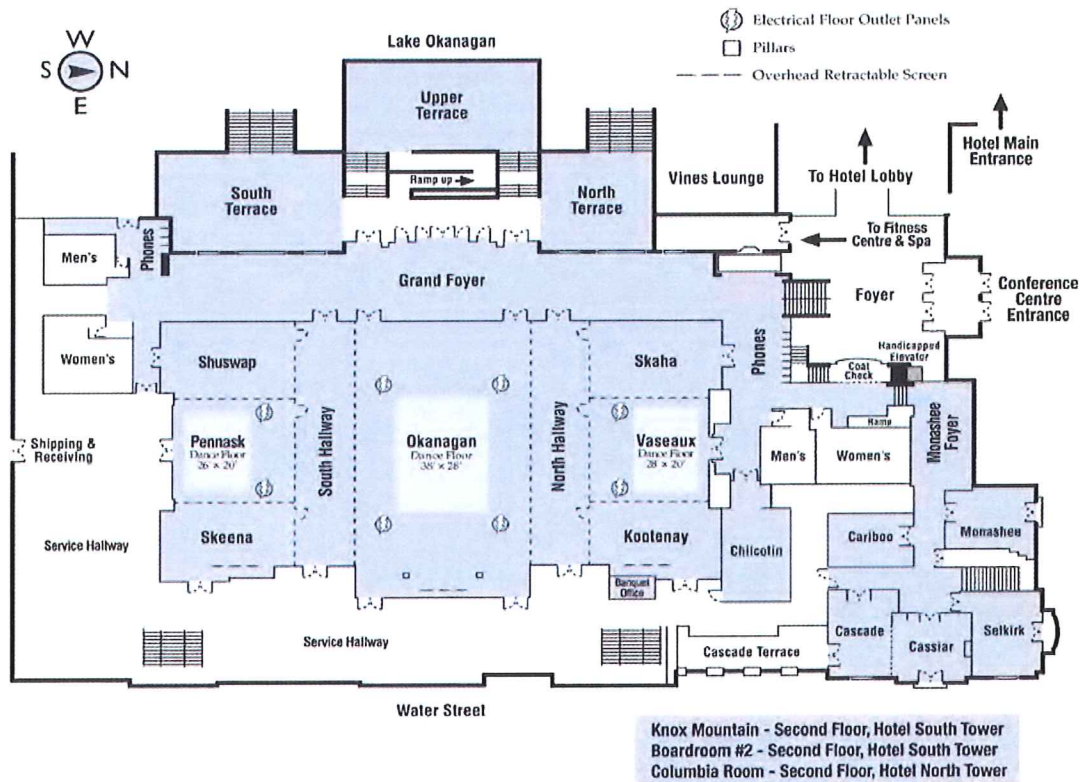 Electrical Floor Outlet Panels
Pillars
Overhead Retractable Screen
W
S
N
E
Lake Okanagan
Upper
Terrace
Hotel Main
Entrance
Ramp up
South
Terrace
North
Terrace
Vines Lounge
To Hotel Lobby
To Fitness
Centre & Spa
Phones
Men's
Grand Foyer
Foyer
Conference
Centre
Entrance
Women's
Shuswap
Skaha
Phones
Handicapped
Elevator
Coat
Check
Shipping &
Receiving
Pennask
Dance Floor
26' × 20'
South Hallway
Okanagan
Dance Floor
38' × 28'
North Hallway
Vaseaux
Dance Floor
28' × 20'
Men's
Women's
Ramp
Monashee
Foyer
Service Hallway
Skeena
Kootenay
Chilcotin
Cariboo
Monashee
Banquet
Office
Service Hallway
Cascade Terrace
Cascade
Cassiar
Selkirk
Water Street
Knox Mountain - Second Floor, Hotel South Tower
Boardroom #2 - Second Floor, Hotel South Tower
Columbia Room - Second Floor, Hotel North Tower